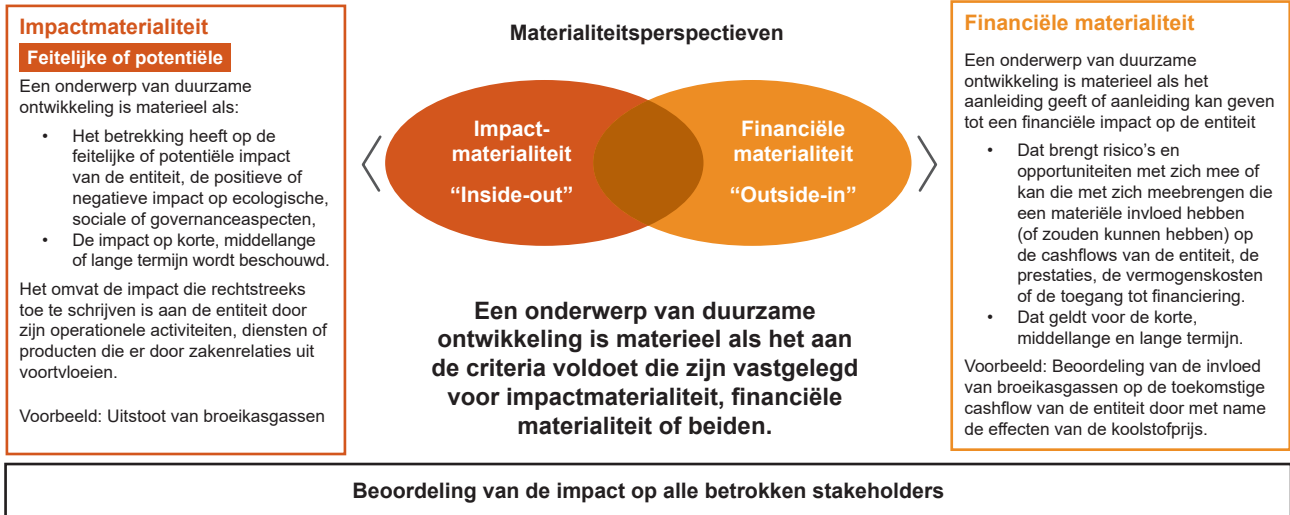 Impactmaterialiteit
Feitelijke of potentiële
Een onderwerp van duurzame
ontwikkeling is materieel als:
• Het betrekking heeft op de
feitelijke of potentiële impact
van de entiteit, de positieve of
negatieve impact op ecologische,
sociale of governanceaspecten,
• De impact op korte, middellange
of lange termijn wordt beschouwd.
Het omvat de impact die rechtstreeks
toe te schrijven is aan de entiteit door
zijn operationele activiteiten, diensten of
producten die er door zakenrelaties uit
voortvloeien.
Voorbeeld: Uitstoot van broeikasgassen
Materialiteitsperspectieven
Impact-
materialiteit
“Inside-out”
Financiële
materialiteit
“Outside-in”
Een onderwerp van duurzame
ontwikkeling is materieel als het aan
de criteria voldoet die zijn vastgelegd
voor impactmaterialiteit, financiële
materialiteit of beiden.
Financiële materialiteit
Een onderwerp van duurzame
ontwikkeling is materieel als het
aanleiding geeft of aanleiding kan geven
tot een financiële impact op de entiteit
• Dat brengt risico’s en
opportuniteiten met zich mee of
kan die met zich meebrengen die
een materiële invloed hebben
(of zouden kunnen hebben) op
de cashflows van de entiteit, de
prestaties, de vermogenskosten
of de toegang tot financiering.
• Dat geldt voor de korte,
middellange en lange termijn.
Voorbeeld: Beoordeling van de invloed
van broeikasgassen op de toekomstige
cashflow van de entiteit door met name
de effecten van de koolstofprijs.
Beoordeling van de impact op alle betrokken stakeholders